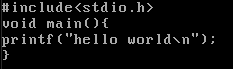 #include<stdio.h>
void main(){
printf("hello world\n");
}